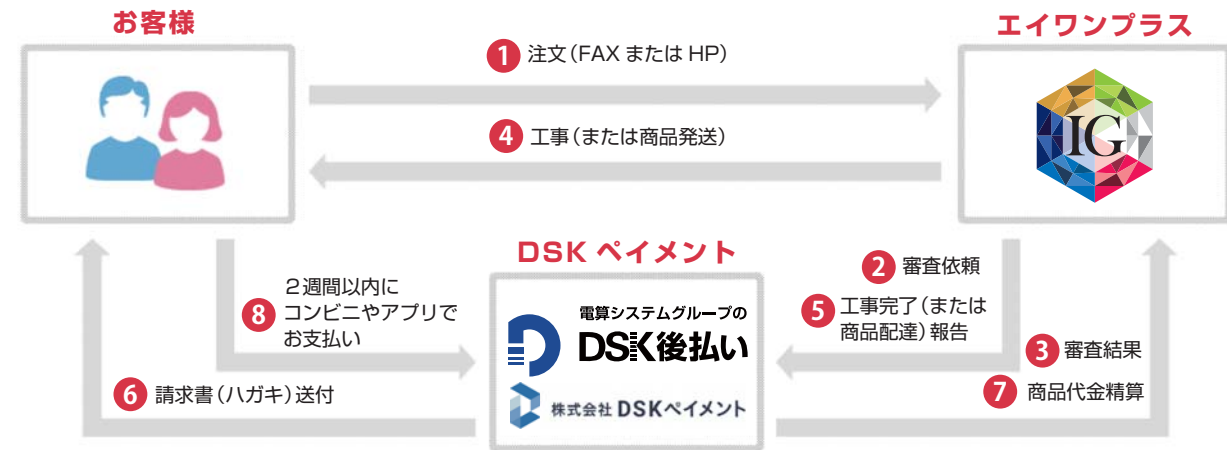 お客様
エイワンプラス
1 注文（FAX または HP）
4 工事（または商品発送）
IG
DSK ペイメント
2 審査依頼
5 工事完了（または
商品配達）報告
8 2週間以内に
コンビニやアプリで
お支払い
電算システムグループの
DSK後払い
株式会社DSKペイメント
3 審査結果
7 商品代金精算
6 請求書（ハガキ）送付